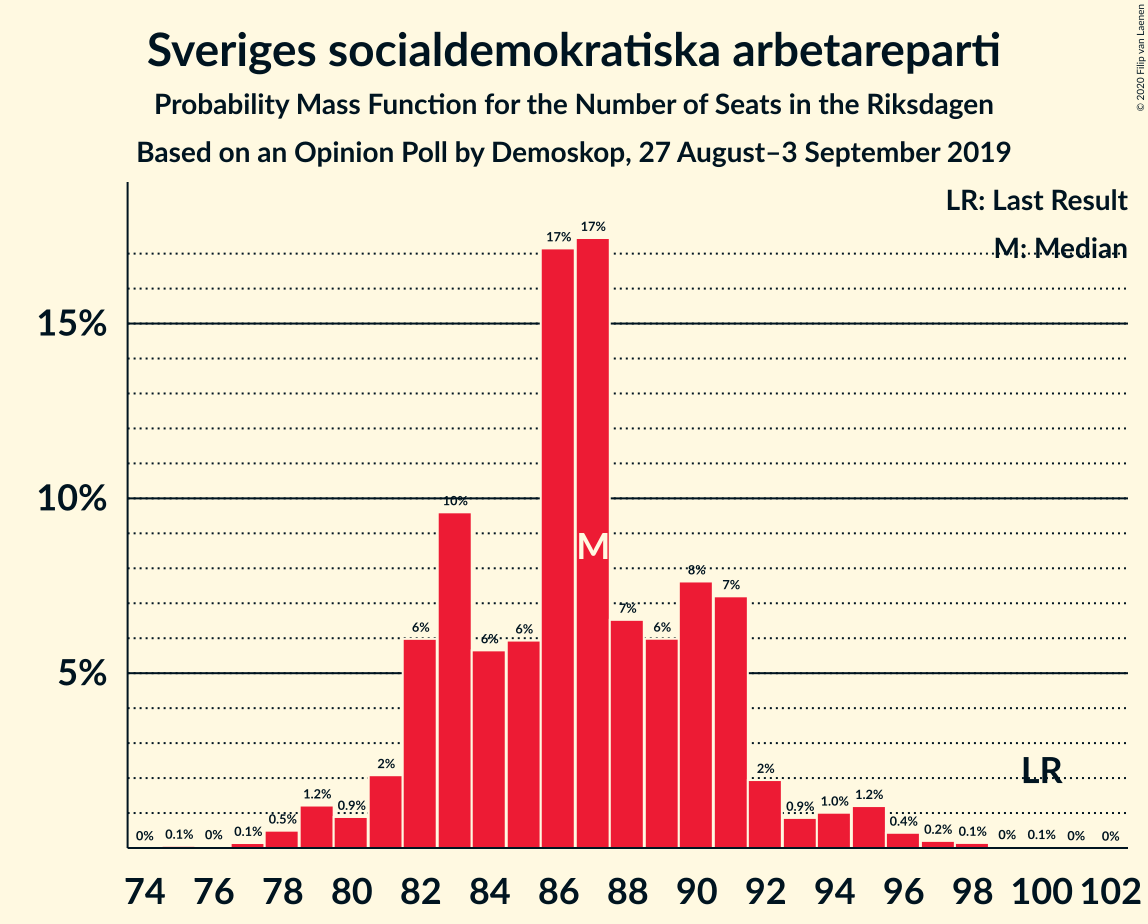 Sveriges socialdemokratiska arbetareparti
Probability Mass Function for the Number of Seats in the Riksdagen
Based on an Opinion Poll by Demoskop, 27 August–3 September 2019
© 2020 Filip van Laenen
LR: Last Result
M: Median
15%
10%
5%
0% 0.1% 0% 0.1% 0.5% 1.2% 0.9% 2% 6% 10% 6% 6% 17% 17% 7% 6% 8% 7% 2% 0.9% 1.0% 1.2% 0.4% 0.2% 0.1% 0% 0.1% 0% 0%
M
LR
74 76 78 80 82 84 86 88 90 92 94 96 98 100 102